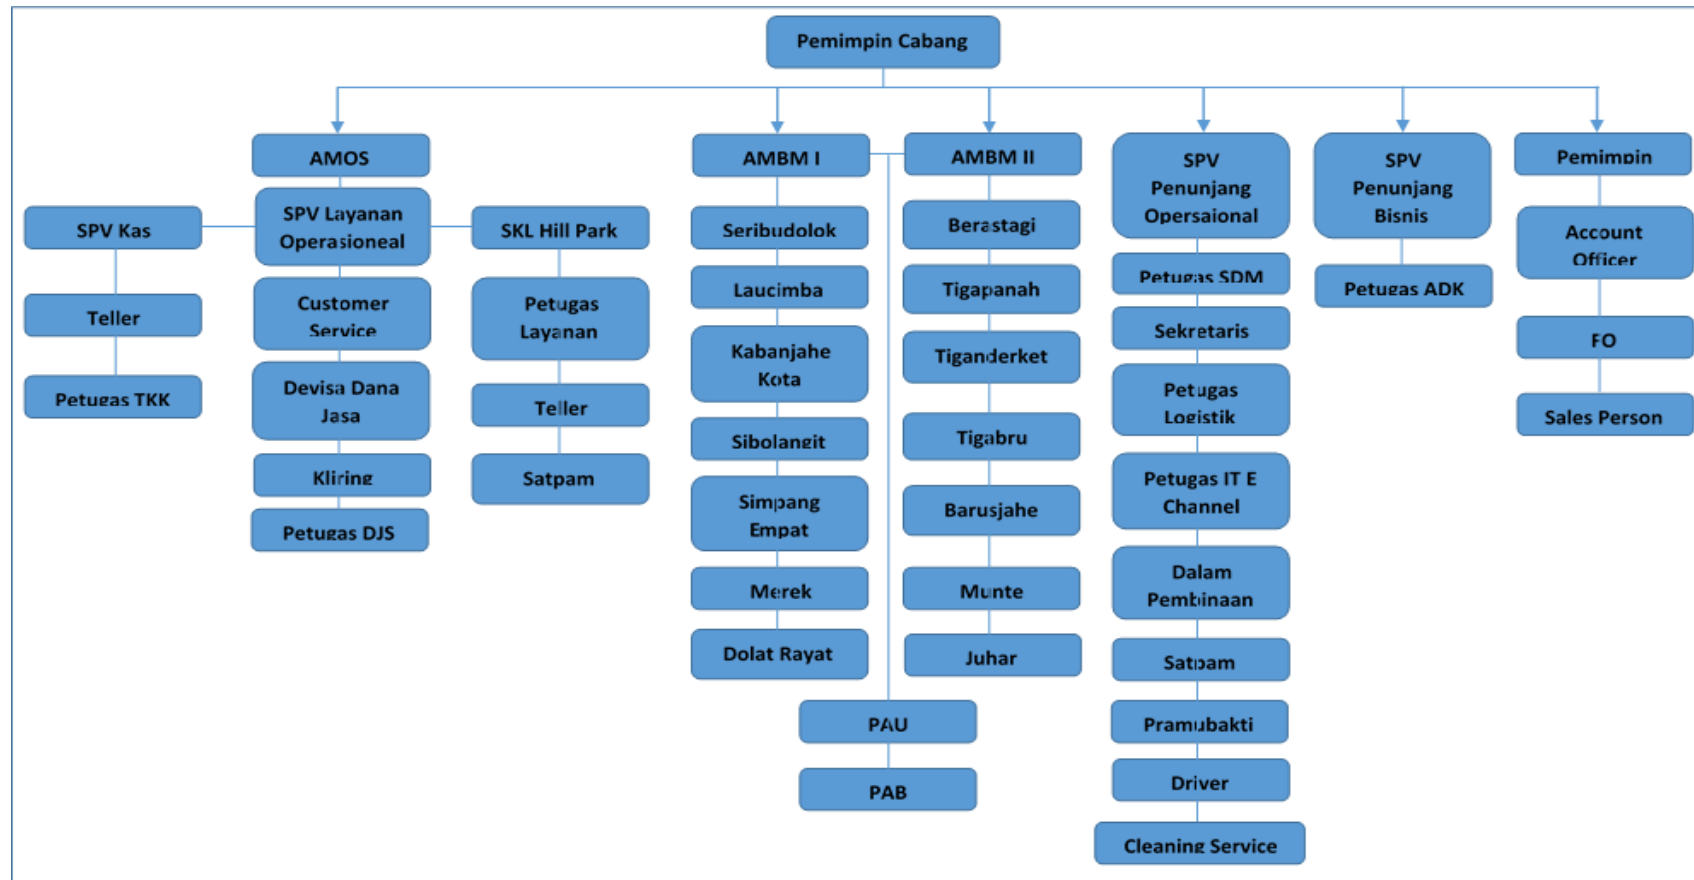 Pemimpin Cabang
AMOS
AMBM I
AMBM II
SPV
Penunjang
Opersaional
SPV
Penunjang
Bisnis
Pemimpin
SPV Kas
SPV Layanan
Operasioneal
SKL Hill Park
Teller
Petugas TKK
Customer
Service
Devisa Dana
Jasa
Kliring
Petugas DJS
Petugas
Layanan
Teller
Satpam
Seribudolok
Laucimba
Kabanjahe
Kota
Sibolangit
Simpang
Empat
Merek
Dolat Rayat
Berastagi
Tigapanah
Tiganderket
Tigabru
Barusjahe
Munte
Juhar
PAU
PAB
Petugas SDM
Sekretaris
Petugas
Logistik
Petugas IT E
Channel
Dalam
Pembinaan
Satpam
Pramubakti
Driver
Cleaning Service
Petugas ADK
Account
Officer
FO
Sales Person